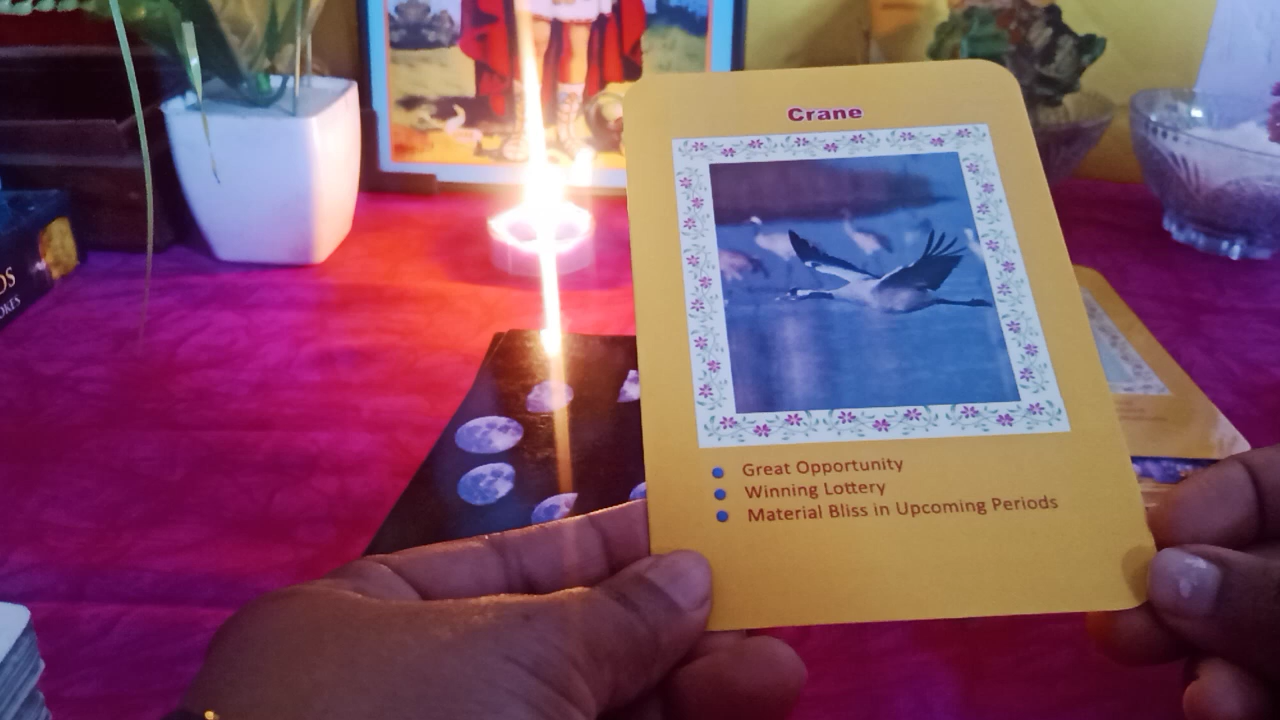 Crane
Great Opportunity
Winning Lottery
Material Bliss in Upcoming Periods